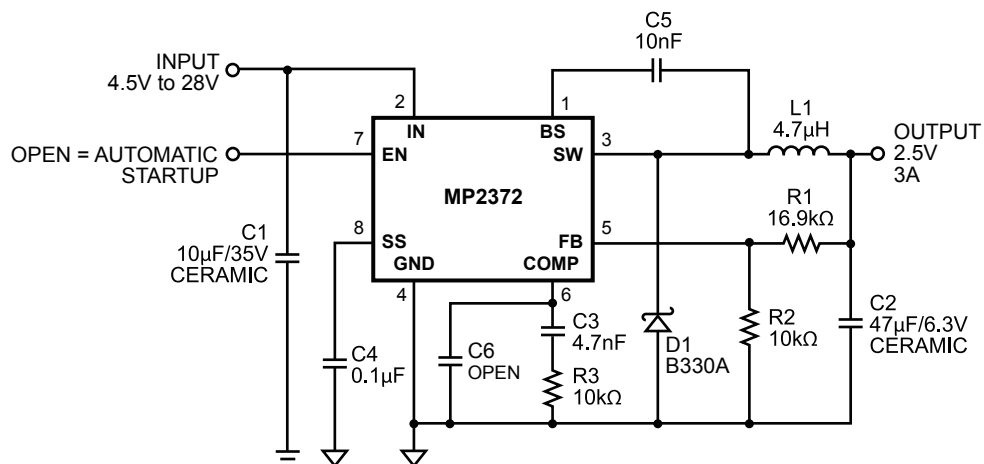 C5
10nF
INPUT
4.5V to 28V
2
1
IN
BS
L1
4.7µH
OUTPUT
2.5V
3A
7
EN
SW
3
OPEN = AUTOMATIC
STARTUP
MP2372
R1
16.9kΩ
8
SS
FB
5
GND
COMP
C1
10µF/35V
CERAMIC
4
6
C3
4.7nF
C4
0.1µF
C6
OPEN
R3
10kΩ
D1
B330A
R2
10kΩ
C2
47µF/6.3V
CERAMIC